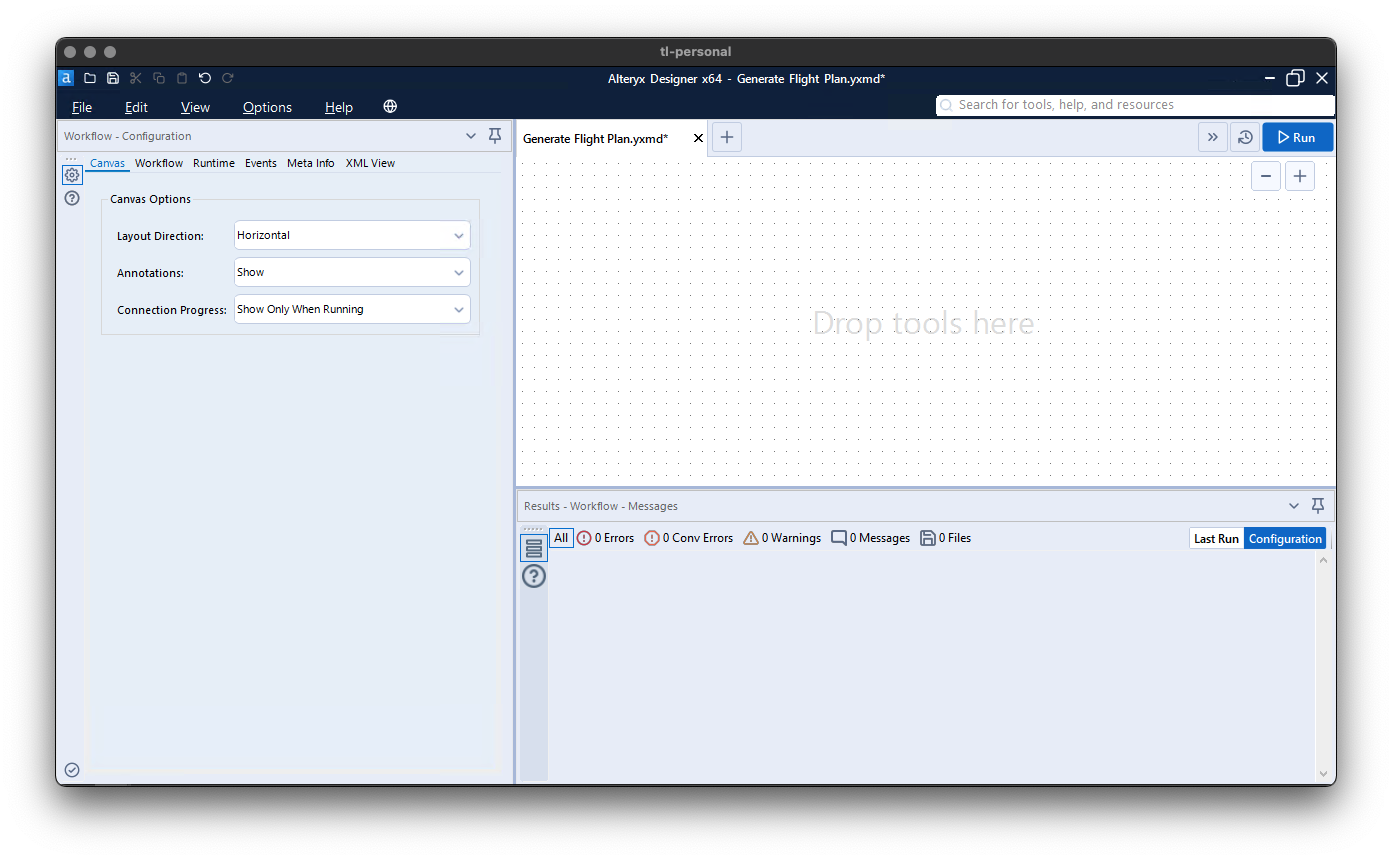 tl-personal
a
Alteryx Designer x64 - Generate Flight Plan.yxmd*
File Edit View Options Help
Search for tools, help, and resources
Workflow - Configuration
Generate Flight Plan.yxmd*
Run
Canvas Workflow Runtime Events Meta Info XML View
Canvas Options
Layout Direction: Horizontal
Annotations: Show
Connection Progress: Show Only When Running
Drop tools here
Results - Workflow - Messages
All 0 Errors 0 Conv Errors 0 Warnings 0 Messages 0 Files
Last Run Configuration